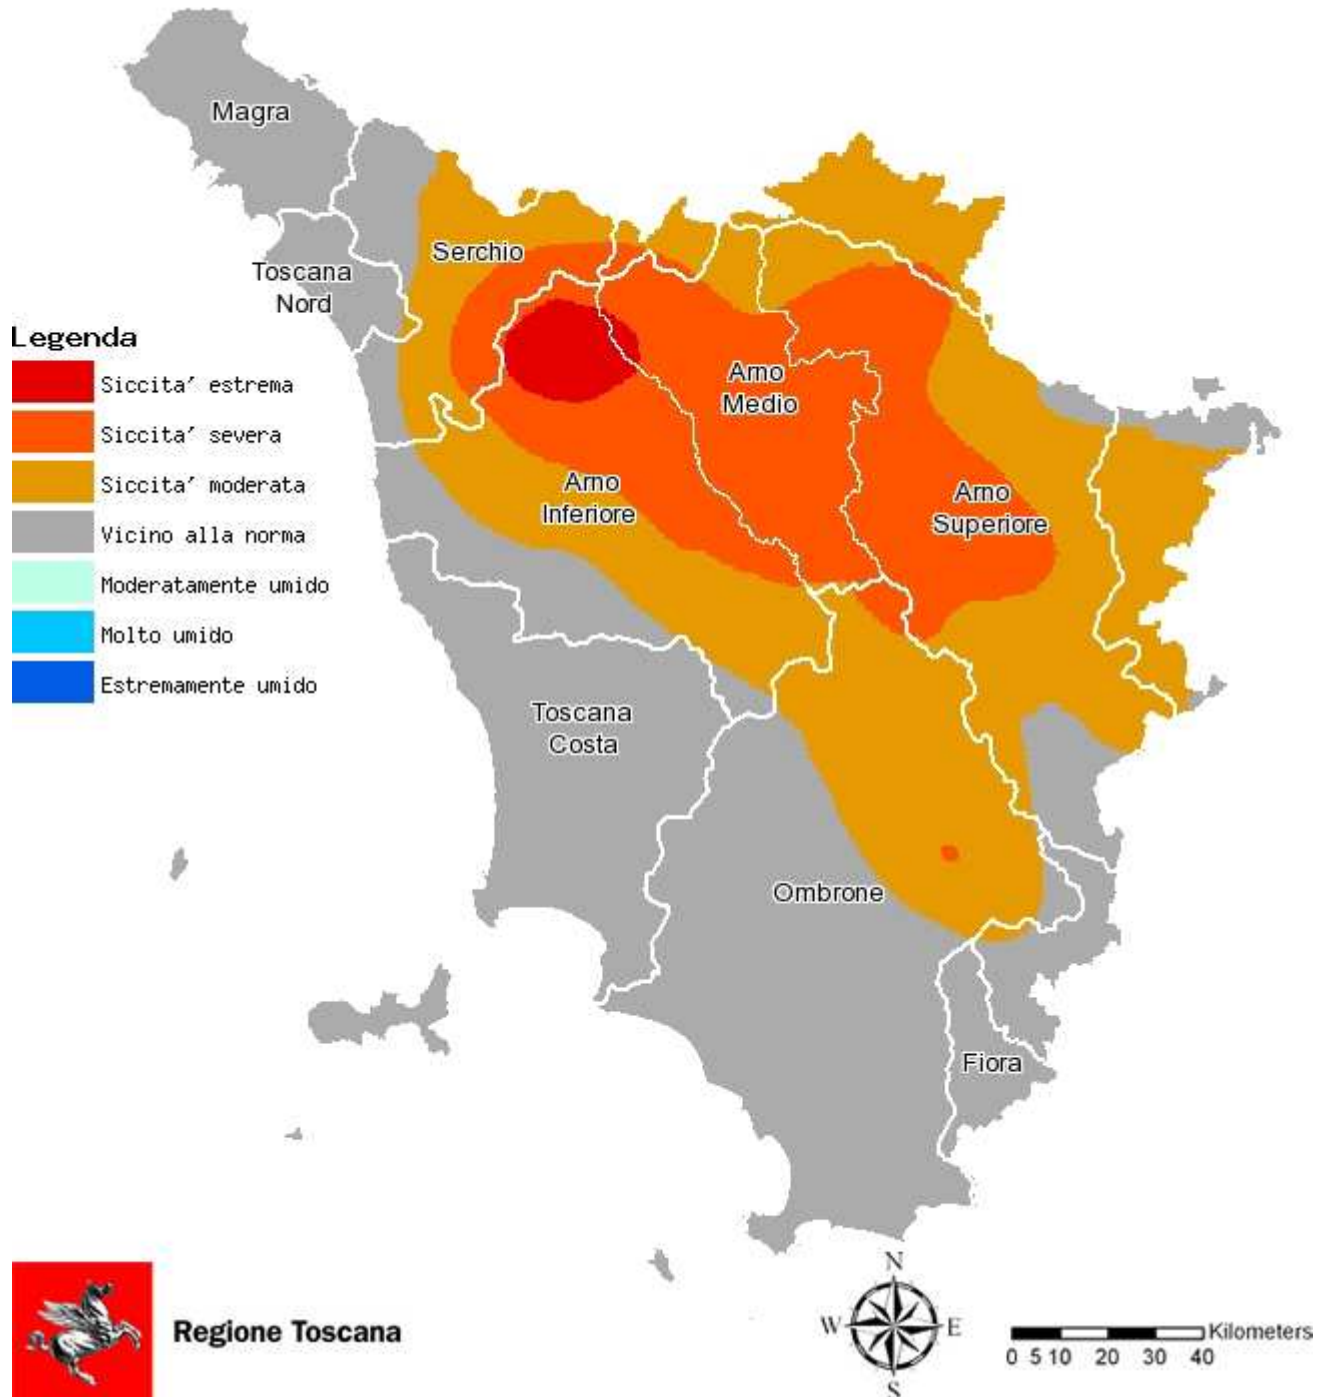 Magra
Serchio
Toscana
Nord
Legenda
Siccita' estrema
Siccita' severa
Siccita' moderata
Vicino alla norma
Moderatamente umido
Molto umido
Estremamente umido
Arno
Medio
Arno
Inferiore
Arno
Superiore
Toscana
Costa
Ombrone
Fiora
Regione Toscana
N
W E
S
Kilometers
0 5 10 20 30 40